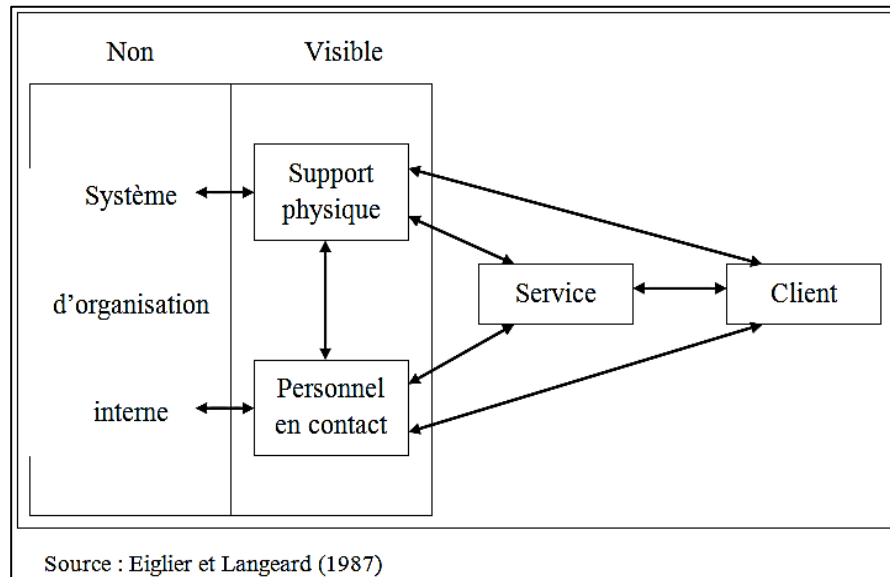 Non
Visible
Système
Support
physique
d’organisation
Service
Client
interne
Personnel
en contact
Source : Eiglier et Langeard (1987)